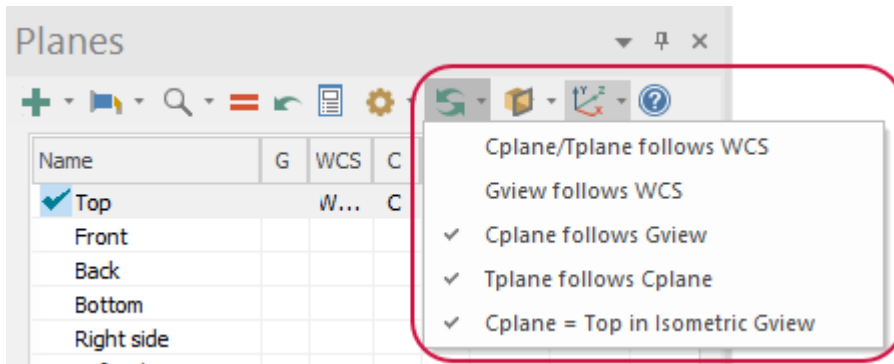 Planes
Name G WCS C
Top W... C
Front
Back
Bottom
Right side
Cplane/Tplane follows WCS
Gview follows WCS
Cplane follows Gview
Tplane follows Cplane
Cplane = Top in Isometric Gview